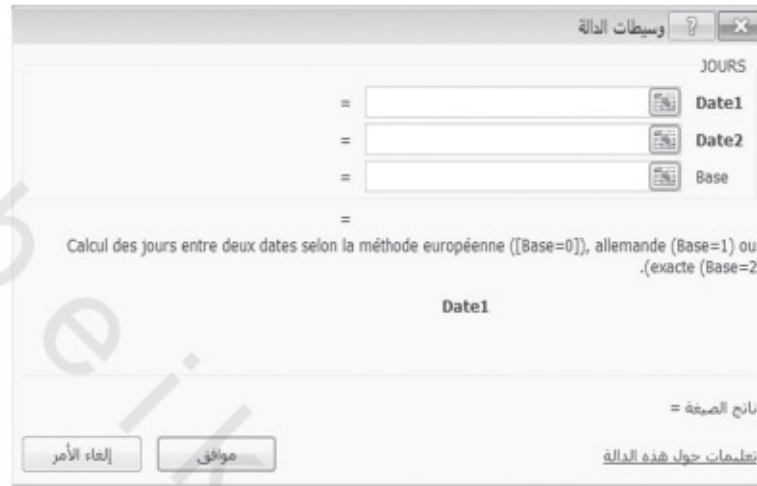 وسيطات الدالة
JOURS
Date1 =
Date2 =
Base =
=
Calcul des jours entre deux dates selon la méthode européenne ([Base=0]), allemande (Base=1) ou
.(exacte (Base=2
Date1
ناتج الصيغة =
تعليمات حول هذه الدالة
موافق
إلغاء الأمر
b e i k